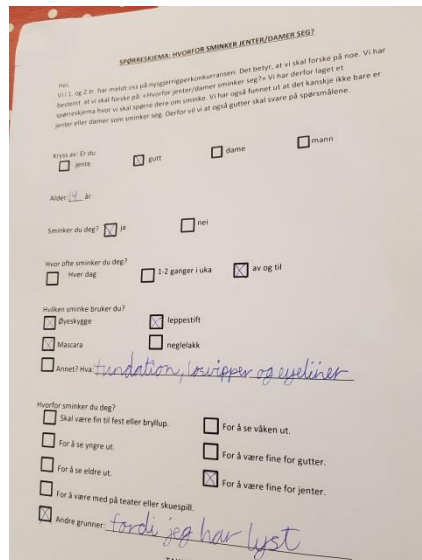 SPØRRESKJEMA: HVORFOR SMINKER JENTER/DAMER SEG?
Hei.
Vi i 1. og 2 tr. har meldt oss på nysgjerrigperkonkurransen. Det betyr, at vi skal forske på noe. Vi har
bestemt at vi skal forske på: «Hvorfor jenter/damer sminker seg?» Vi har derfor laget et
spørreskjema hvor vi skal spørre dere om sminke. Vi har også funnet ut at det kanskje ikke bare er
jenter eller damer som sminker seg. Derfor vil vi at også gutter skal svare på spørsmålene.
Kryss av: Er du
jente gutt dame mann
Alder: 14 år
Sminker du deg? ja nei
Hvor ofte sminker du deg?
Hver dag 1-2 ganger i uka av og til
Hvilken sminke bruker du?
Øyeskygge leppestift
Mascara neglelakk
Annet? Hva: fundation, løsvipper og eyeliner
Hvorfor sminker du deg?
Skal være fin til fest eller bryllup. For å se våken ut.
For å se yngre ut. For å være fine for gutter.
For å se eldre ut. For å være fine for jenter.
For å være med på teater eller skuespill.
Andre grunner: fordi jeg har lyst